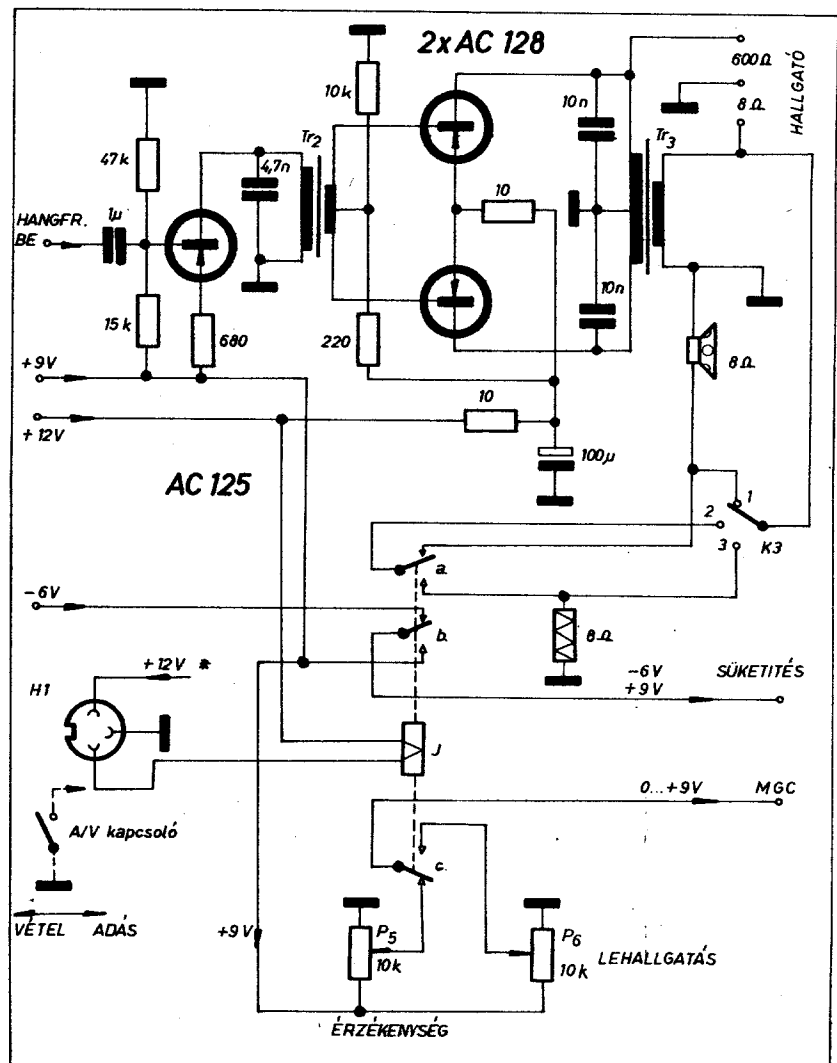 2x AC 128
600Ω
8Ω
HALLGATÓ
10k
10n
47k
Tr2
Tr3
4,7n
1µ
HANGFR.
BE
10
10n
15k
680
220
8Ω
+9V
+12V
10
100µ
AC 125
1
2
3
K3
a.
-6V
b.
8Ω
+12V *
-6V
+9V
SÜKETITÉS
H1
J
0...+9V
MGC
A/V kapcsoló
c.
VÉTEL
ADÁS
+9V
P5
10k
P6
10k
LEHALLGATÁS
ÉRZÉKENYSÉG